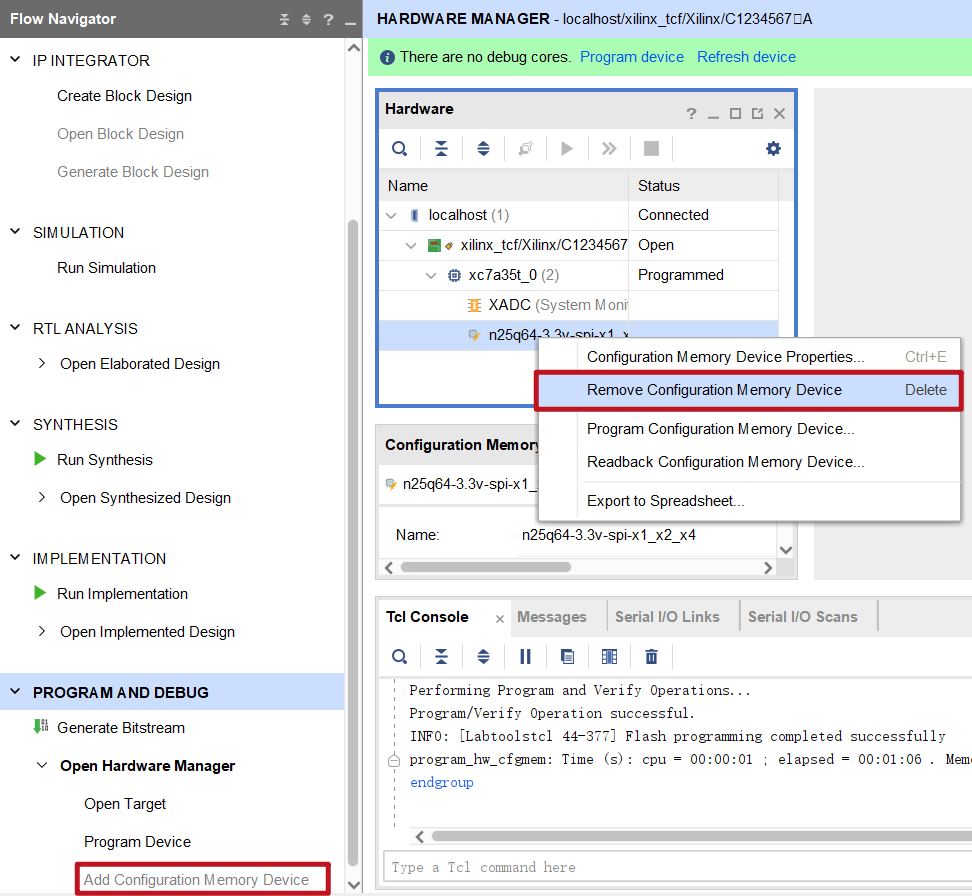 Flow Navigator
IP INTEGRATOR
Create Block Design
Open Block Design
Generate Block Design
SIMULATION
Run Simulation
RTL ANALYSIS
Open Elaborated Design
SYNTHESIS
Run Synthesis
Open Synthesized Design
IMPLEMENTATION
Run Implementation
Open Implemented Design
PROGRAM AND DEBUG
Generate Bitstream
Open Hardware Manager
Open Target
Program Device
Add Configuration Memory Device
HARDWARE MANAGER - localhost/xilinx_tcf/Xilinx/C1234567□A
There are no debug cores. Program device Refresh device
Hardware
Name Status
localhost (1) Connected
xilinx_tcf/Xilinx/C1234567 Open
xc7a35t_0 (2) Programmed
XADC (System Moni
n25q64-3.3v-spi-x1_x
Configuration Memory Device Properties... Ctrl+E
Remove Configuration Memory Device Delete
Program Configuration Memory Device...
Readback Configuration Memory Device...
Export to Spreadsheet...
Configuration Memory
n25q64-3.3v-spi-x1_
Name: n25q64-3.3v-spi-x1_x2_x4
Tcl Console Messages Serial I/O Links Serial I/O Scans
Performing Program and Verify Operations...
Program/Verify Operation successful.
INFO: [Labtoolstcl 44-377] Flash programming completed successfully
program_hw_cfgmem: Time (s): cpu = 00:00:01 ; elapsed = 00:01:06 . Memo
endgroup
Type a Tcl command here